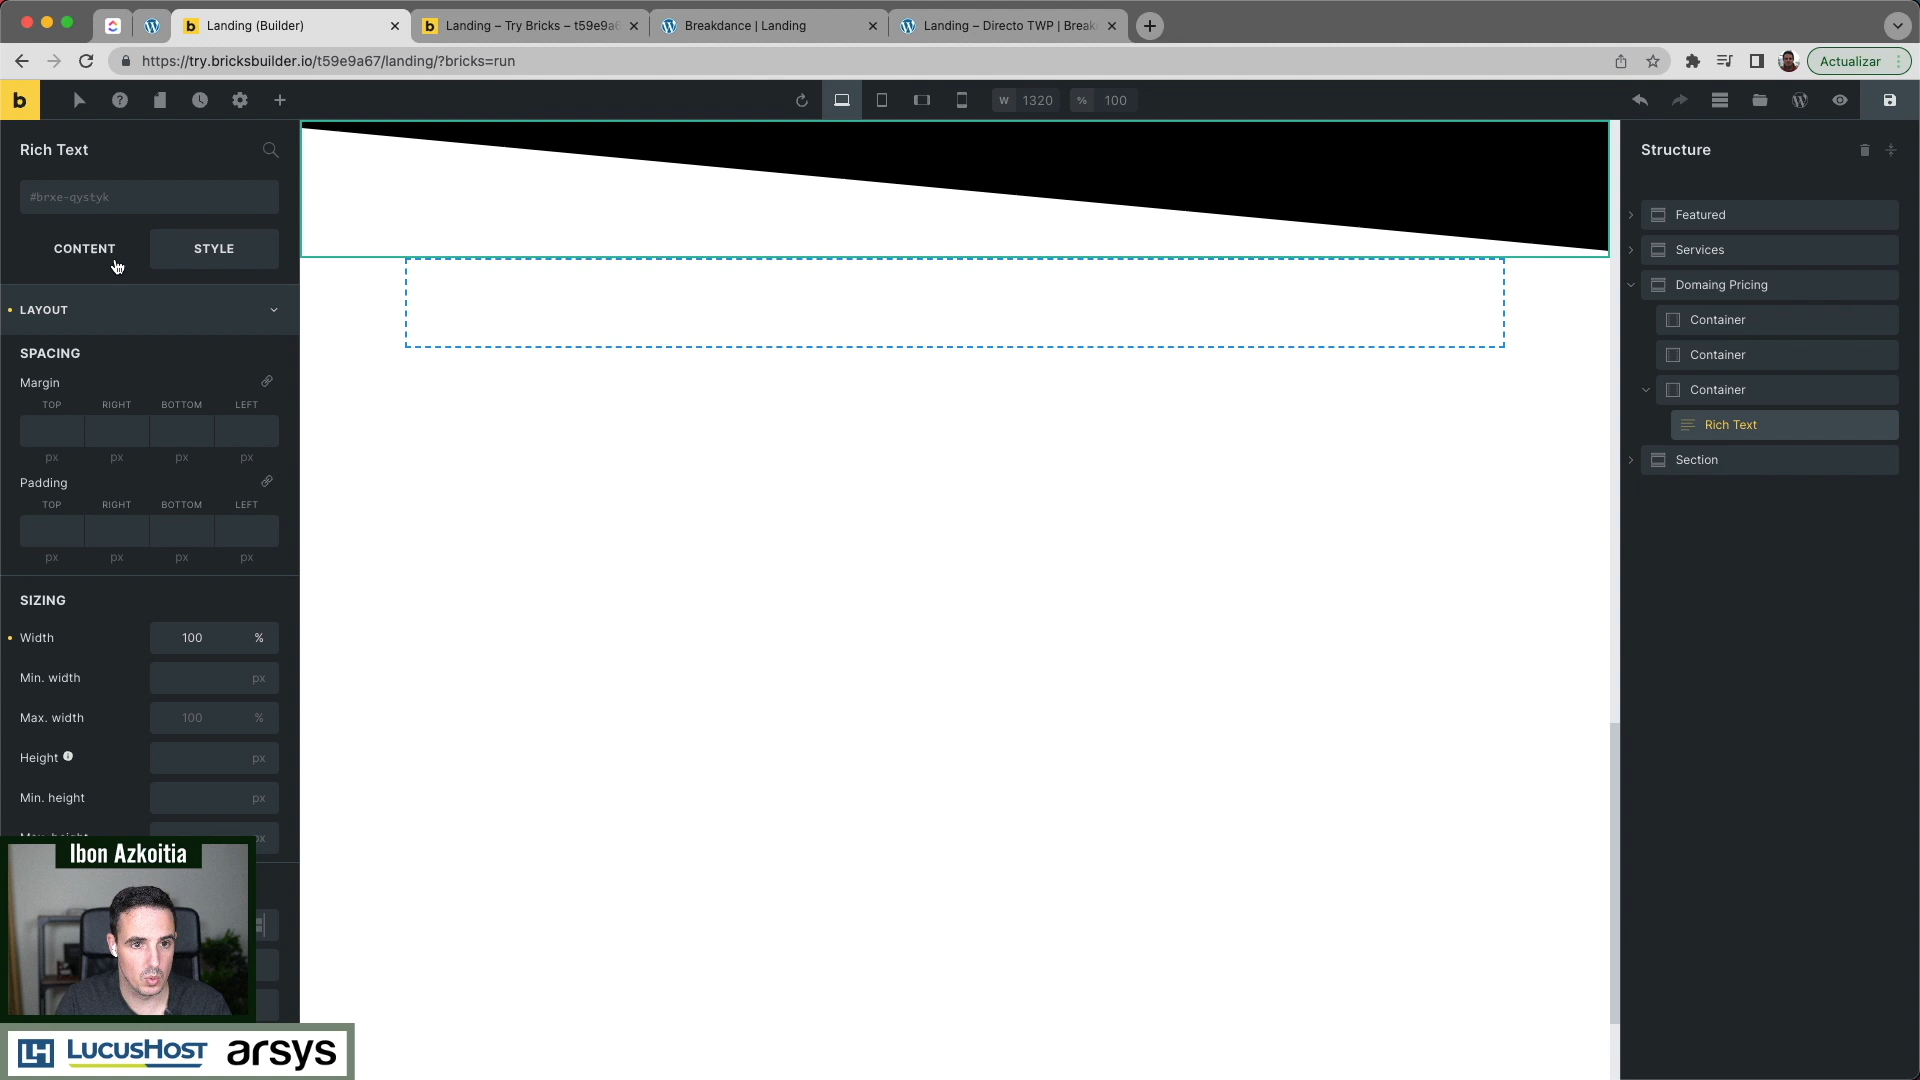 Landing (Builder)
Landing – Try Bricks – t59e9a6
Breakdance | Landing
Landing – Directo TWP | Break
https://try.bricksbuilder.io/t59e9a67/landing/?bricks=run
Actualizar
b
W 1320 % 100
Rich Text
#brxe-qystyk
CONTENT
STYLE
LAYOUT
SPACING
Margin
TOP RIGHT BOTTOM LEFT
px px px px
Padding
TOP RIGHT BOTTOM LEFT
px px px px
SIZING
Width 100 %
Min. width px
Max. width 100 %
Height px
Min. height px
px
Ibon Azkoitia
LH LUCUSHOST arsys
Structure
Featured
Services
Domaing Pricing
Container
Container
Container
Rich Text
Section